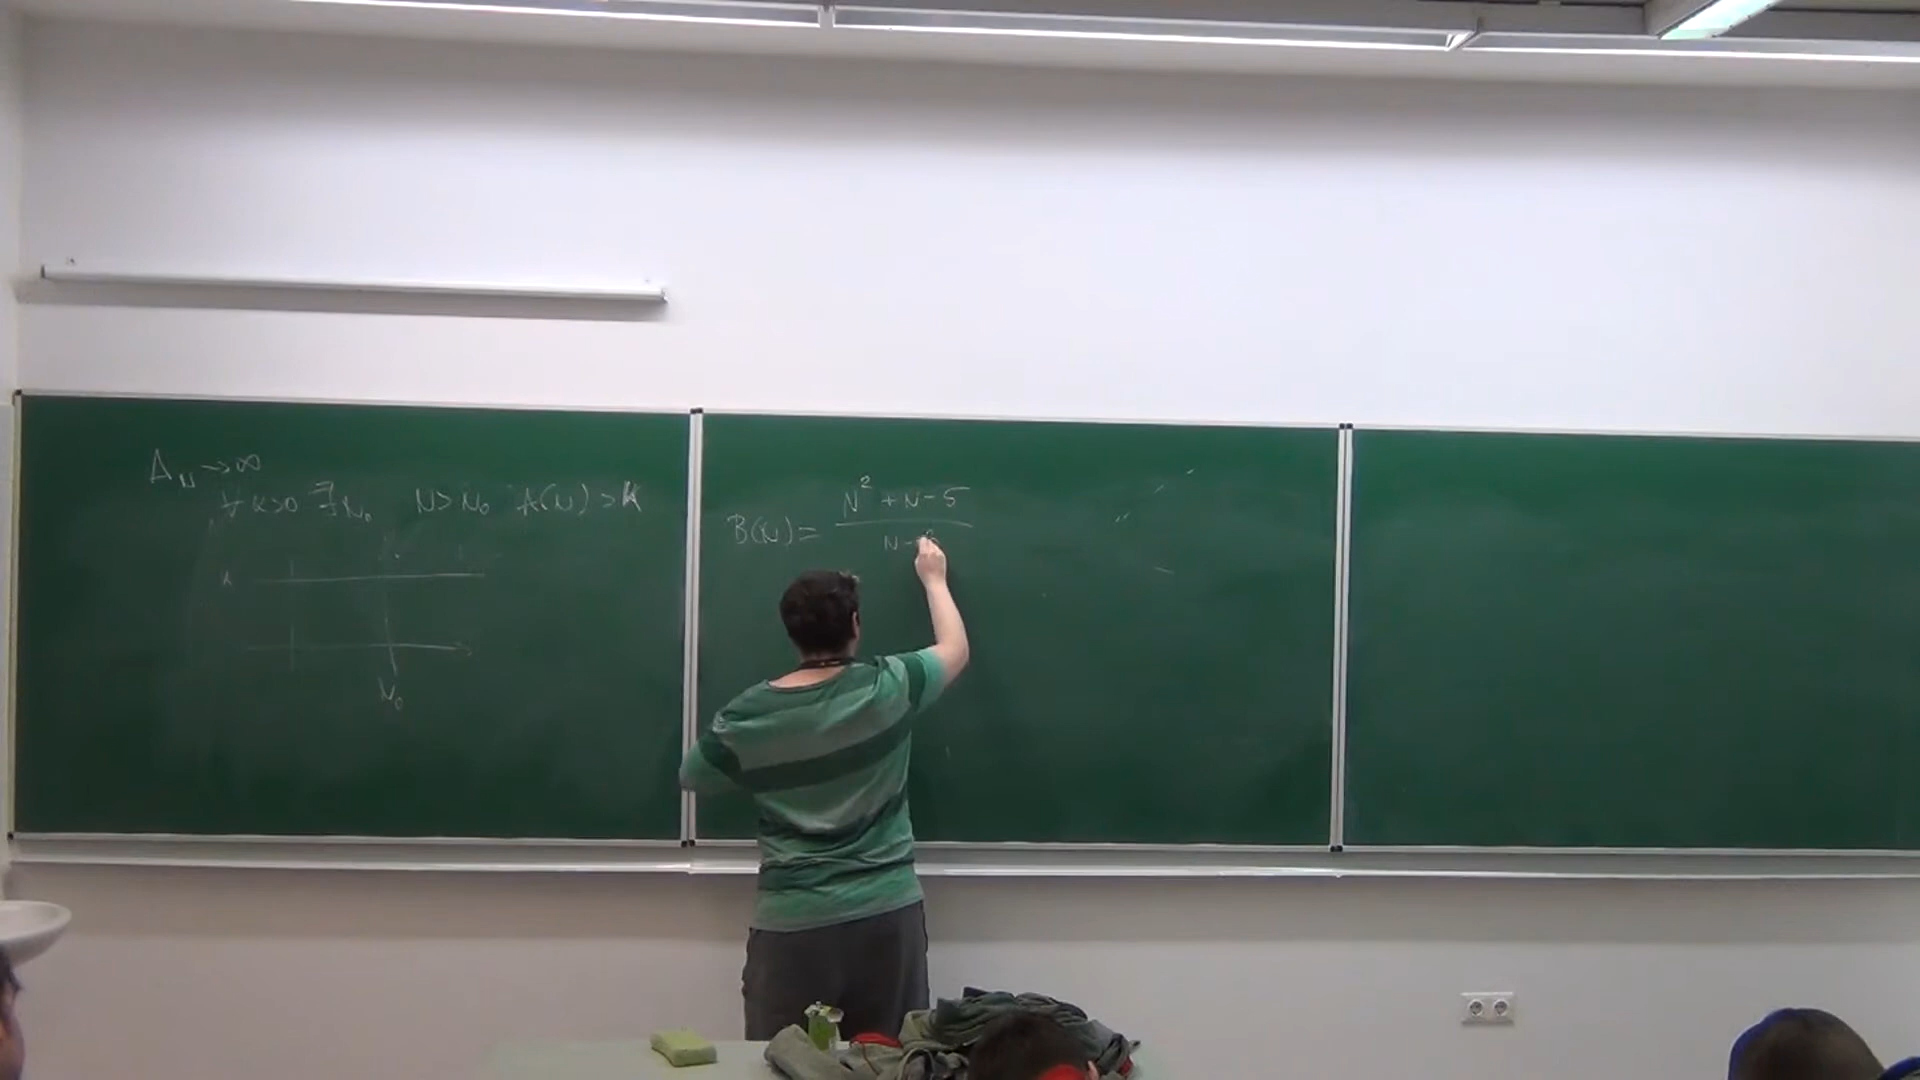 A_N → ∞
∀ K>0 ∃ N₀ N > N₀ A(N) > K
K
N₀
B(N) = (N² + N - 5) / (N -